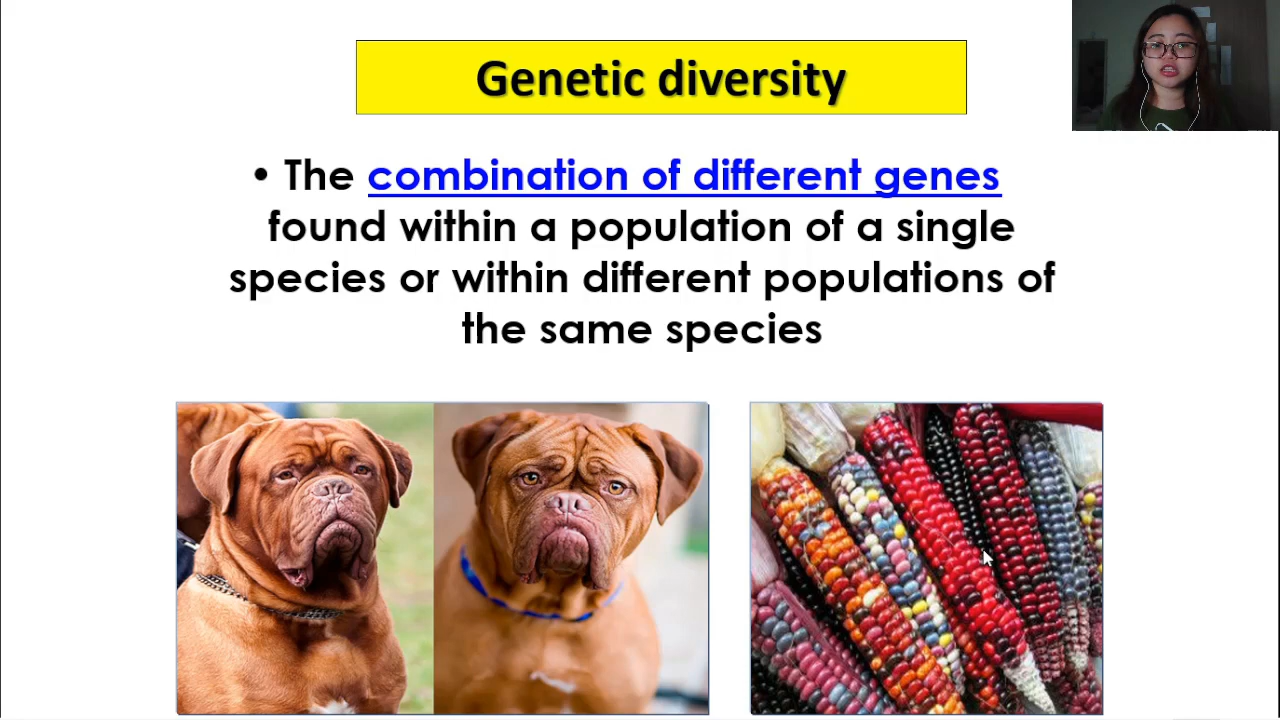 Genetic diversity
• The combination of different genes
found within a population of a single
species or within different populations of
the same species